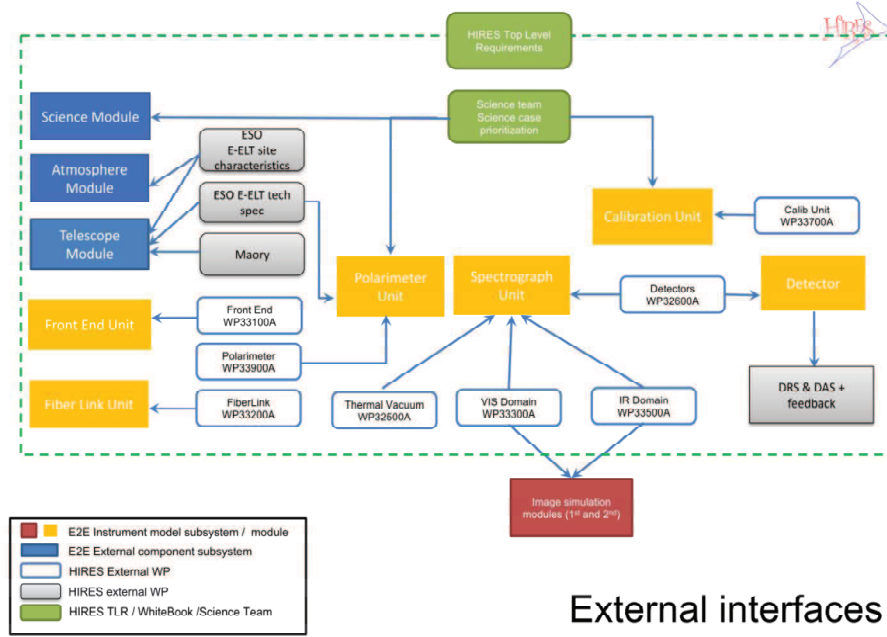 HIRES
HIRES Top Level
Requirements
Science Module
Science team
Science case
prioritization
ESO
E-ELT site
characteristics
Atmosphere
Module
ESO E-ELT tech
spec
Calibration Unit
Calib Unit
WP33700A
Telescope
Module
Maory
Polarimeter
Unit
Spectrograph
Unit
Detectors
WP32600A
Detector
Front End Unit
Front End
WP33100A
Polarimeter
WP33900A
Fiber Link Unit
FiberLink
WP33200A
Thermal Vacuum
WP32500A
VIS Domain
WP33300A
IR Domain
WP33500A
DRS & DAS +
feedback
Image simulation
modules (1st and 2nd)
E2E Instrument model subsystem / module
E2E External component subsystem
HIRES External WP
HIRES external WP
HIRES TLR / WhiteBook /Science Team
External interfaces